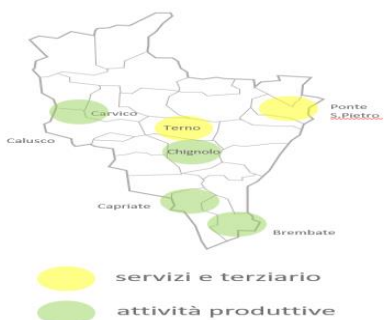 Carvico
Ponte
S.Pietro
Terno
Calusco
Chignolo
Capriate
Brembate
servizi e terziario
attività produttive